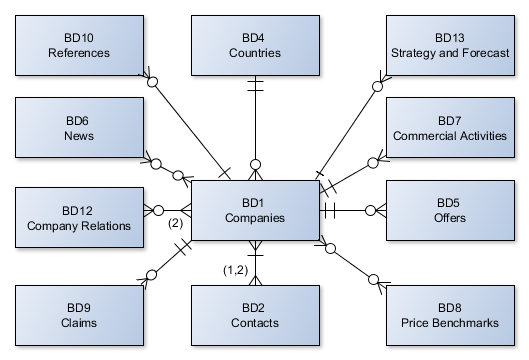 BD10
References
BD4
Countries
BD13
Strategy and Forecast
BD6
News
BD7
Commercial Activities
BD12
Company Relations
(2)
BD1
Companies
BD5
Offers
(1,2)
BD9
Claims
BD2
Contacts
BD8
Price Benchmarks